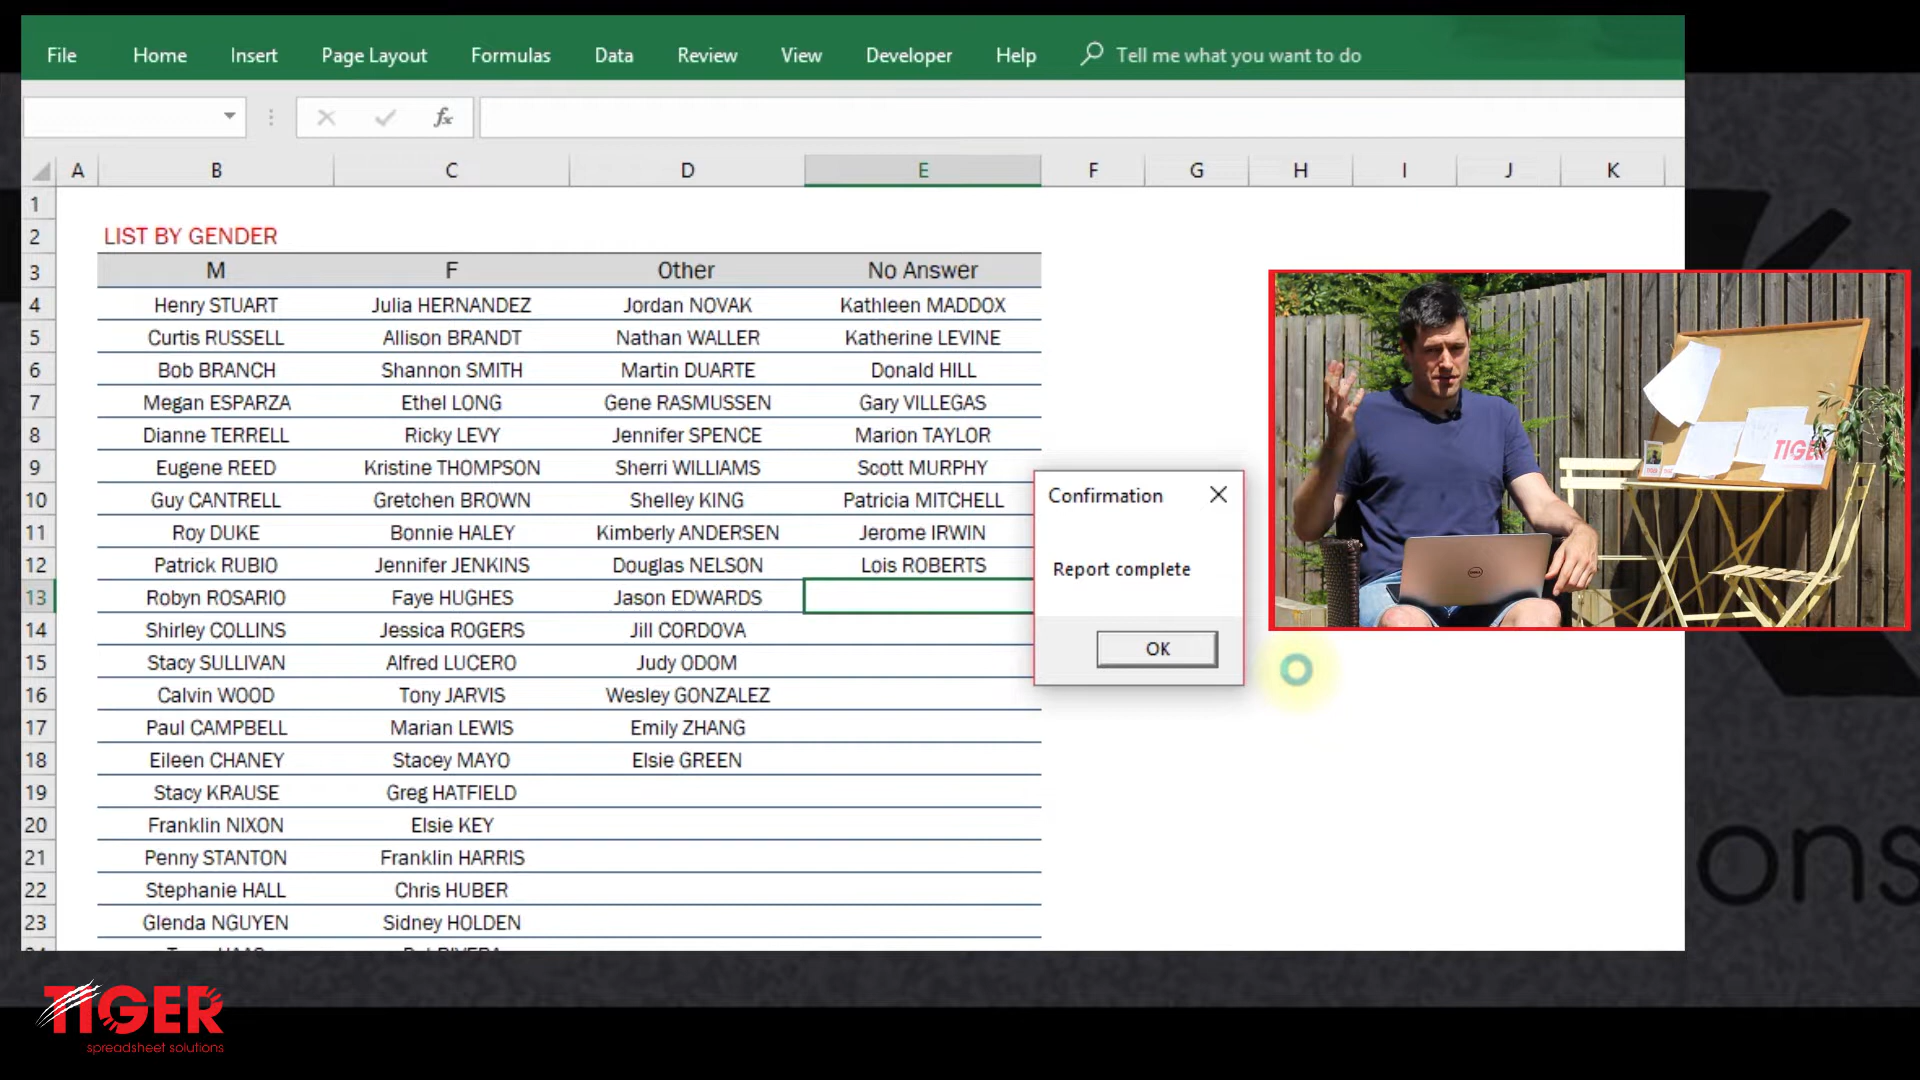 File Home Insert Page Layout Formulas Data Review View Developer Help Tell me what you want to do
fx
A B C D E F G H I J K
1
2 LIST BY GENDER
3 M F Other No Answer
4 Henry STUART Julia HERNANDEZ Jordan NOVAK Kathleen MADDOX
5 Curtis RUSSELL Allison BRANDT Nathan WALLER Katherine LEVINE
6 Bob BRANCH Shannon SMITH Martin DUARTE Donald HILL
7 Megan ESPARZA Ethel LONG Gene RASMUSSEN Gary VILLEGAS
8 Dianne TERRELL Ricky LEVY Jennifer SPENCE Marion TAYLOR
9 Eugene REED Kristine THOMPSON Sherri WILLIAMS Scott MURPHY
10 Guy CANTRELL Gretchen BROWN Shelley KING Patricia MITCHELL
11 Roy DUKE Bonnie HALEY Kimberly ANDERSEN Jerome IRWIN
12 Patrick RUBIO Jennifer JENKINS Douglas NELSON Lois ROBERTS
13 Robyn ROSARIO Faye HUGHES Jason EDWARDS
14 Shirley COLLINS Jessica ROGERS Jill CORDOVA
15 Stacy SULLIVAN Alfred LUCERO Judy ODOM
16 Calvin WOOD Tony JARVIS Wesley GONZALEZ
17 Paul CAMPBELL Marian LEWIS Emily ZHANG
18 Eileen CHANEY Stacey MAYO Elsie GREEN
19 Stacy KRAUSE Greg HATFIELD
20 Franklin NIXON Elsie KEY
21 Penny STANTON Franklin HARRIS
22 Stephanie HALL Chris HUBER
23 Glenda NGUYEN Sidney HOLDEN
Confirmation
Report complete
OK
TIGER
DELL
ons
TIGER
spreadsheet solutions